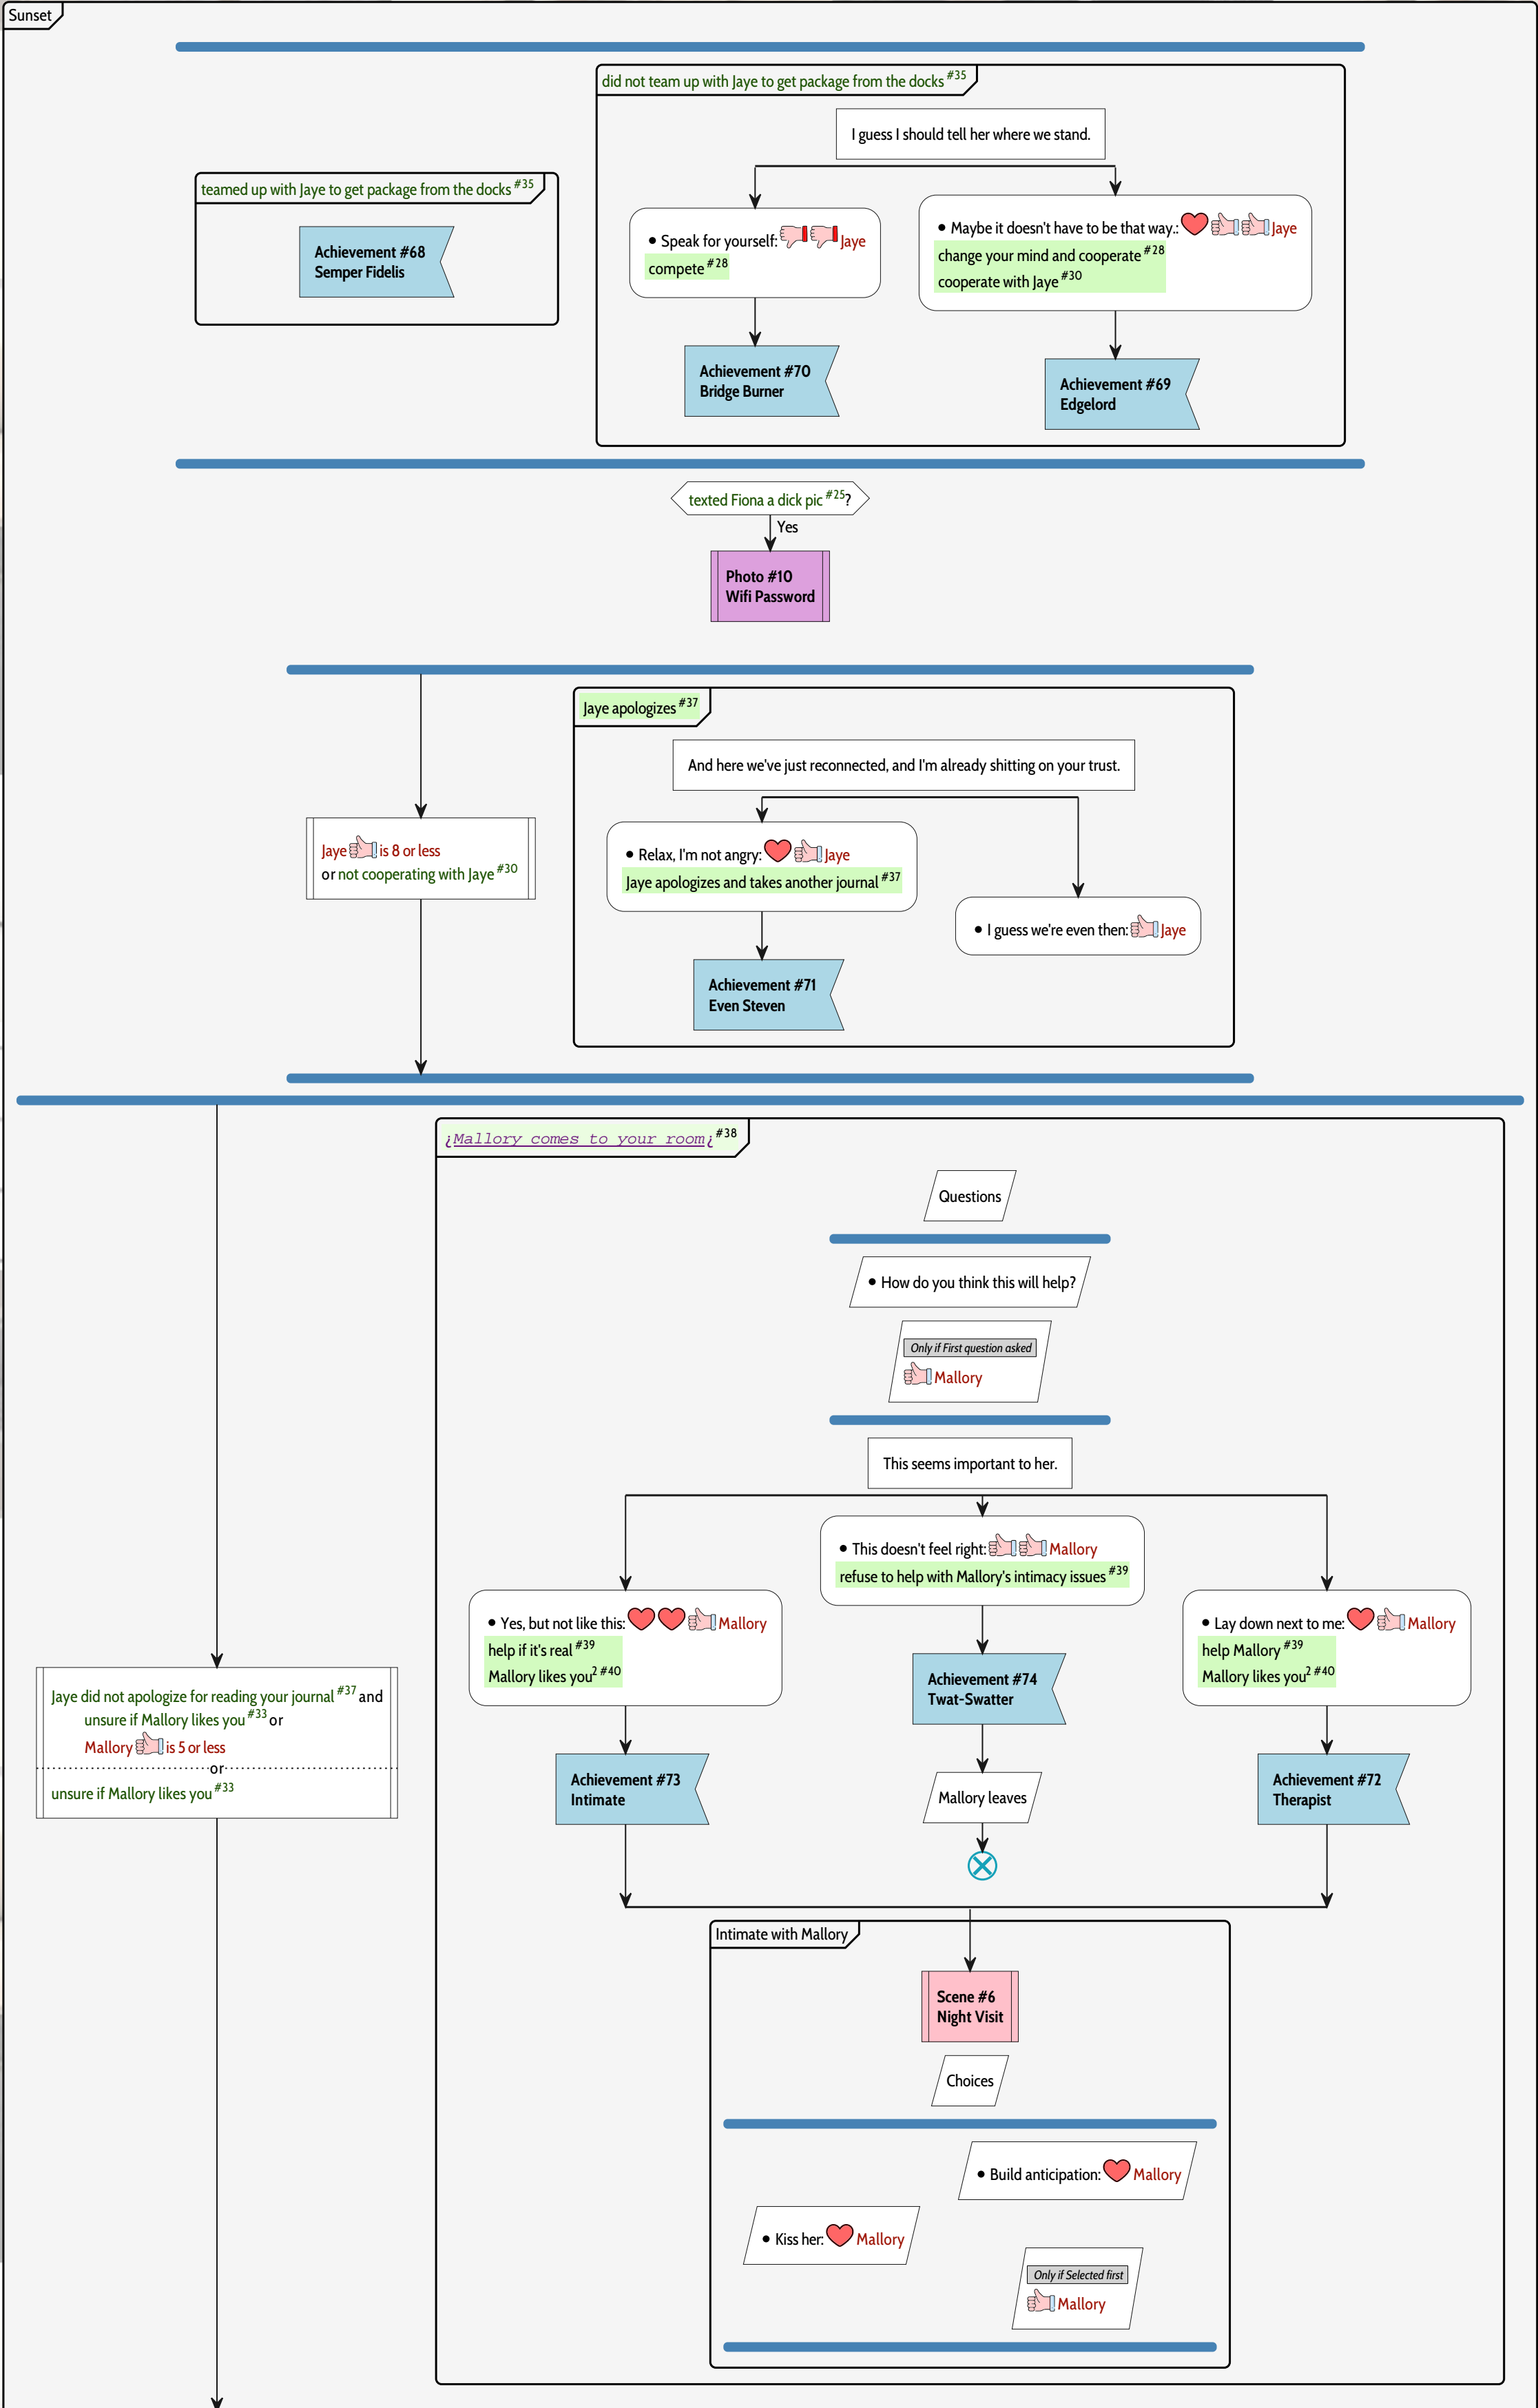 Sunset
did not team up with Jaye to get package from the docks #35
I guess I should tell her where we stand.
teamed up with Jaye to get package from the docks #35
Achievement #68
Semper Fidelis
• Speak for yourself: Jaye
compete #28
• Maybe it doesn't have to be that way.: Jaye
change your mind and cooperate #28
cooperate with Jaye #30
Achievement #70
Bridge Burner
Achievement #69
Edgelord
texted Fiona a dick pic #25?
Yes
Photo #10
Wifi Password
Jaye apologizes #37
And here we've just reconnected, and I'm already shitting on your trust.
Jaye is 8 or less
or not cooperating with Jaye #30
• Relax, I'm not angry: Jaye
Jaye apologizes and takes another journal #37
• I guess we're even then: Jaye
Achievement #71
Even Steven
¿Mallory comes to your room¿ #38
Questions
• How do you think this will help?
Only if First question asked
Mallory
This seems important to her.
• This doesn't feel right: Mallory
refuse to help with Mallory's intimacy issues #39
• Yes, but not like this: Mallory
help if it's real #39
Mallory likes you2 #40
• Lay down next to me: Mallory
help Mallory #39
Mallory likes you2 #40
Jaye did not apologize for reading your journal #37 and
unsure if Mallory likes you #33 or
Mallory is 5 or less
or
unsure if Mallory likes you #33
Achievement #74
Twat-Swatter
Achievement #73
Intimate
Mallory leaves
Achievement #72
Therapist
Intimate with Mallory
Scene #6
Night Visit
Choices
• Build anticipation: Mallory
• Kiss her: Mallory
Only if Selected first
Mallory